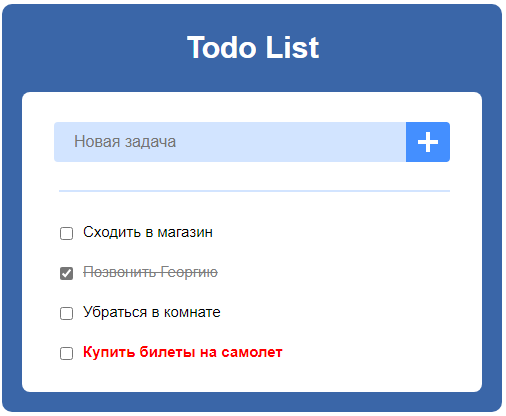 Todo List
Новая задача
Сходить в магазин
Позвонить Георгию
Убраться в комнате
Купить билеты на самолет